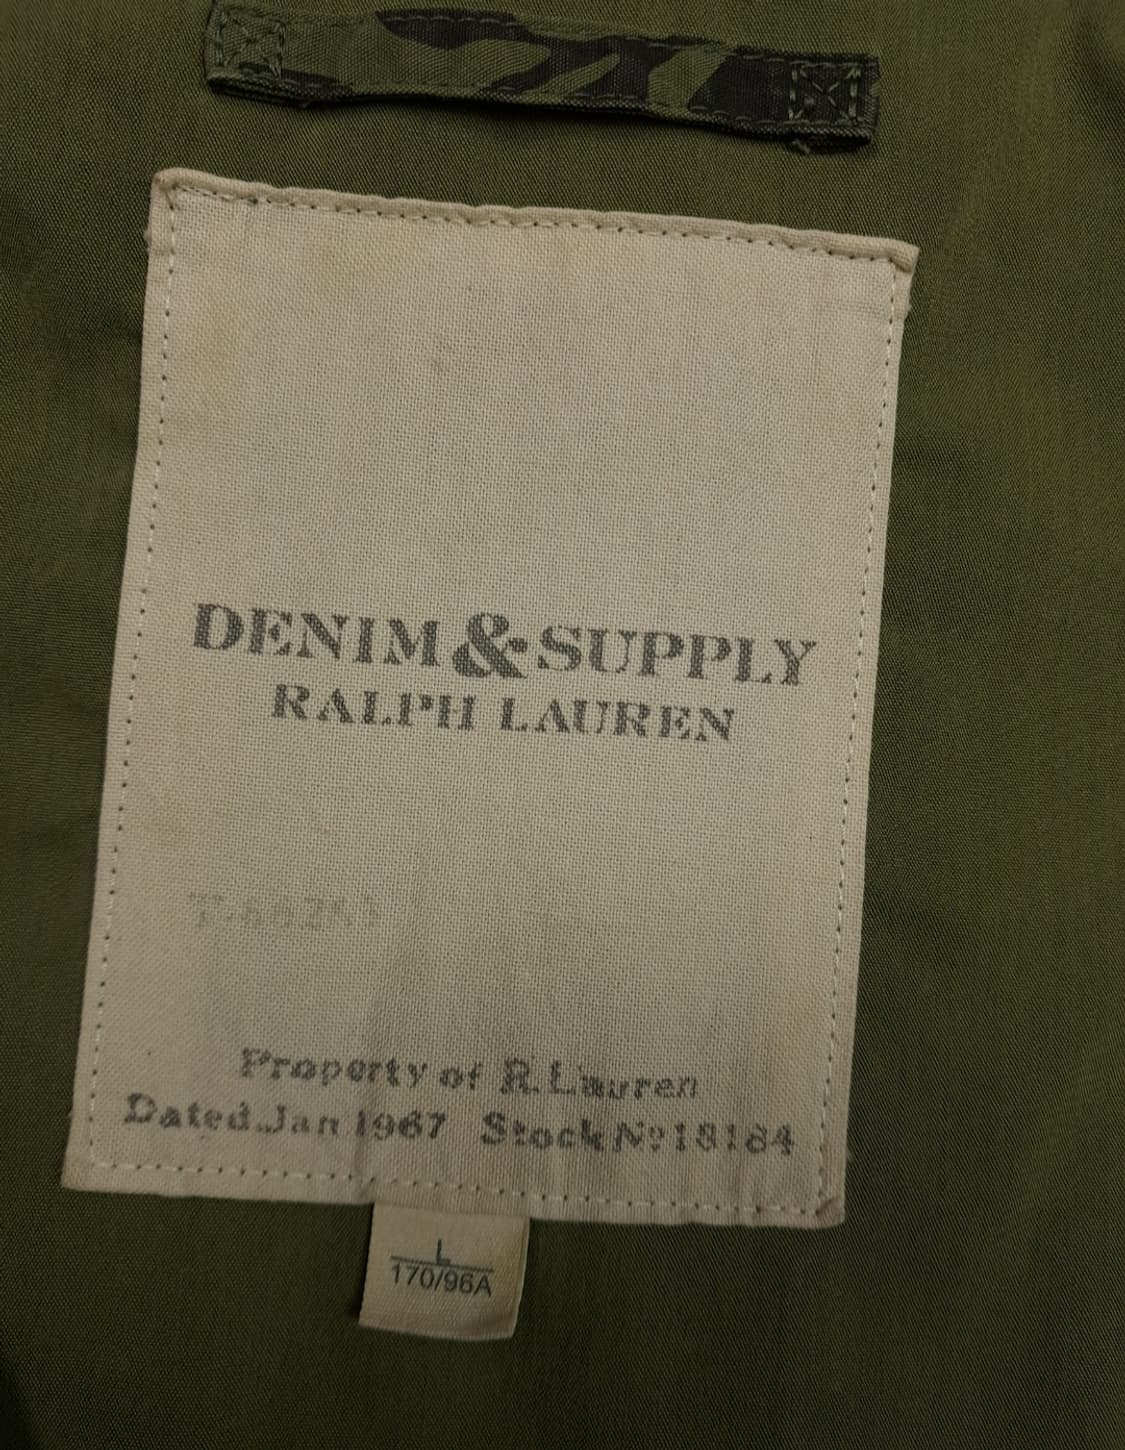 DENIM & SUPPLY
RALPH LAUREN
Property of R. Lauren
Dated Jan 1967 Stock No 18184
L
170/96A